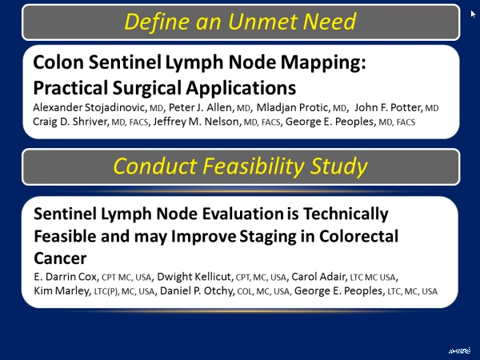 Define an Unmet Need
Colon Sentinel Lymph Node Mapping:
Practical Surgical Applications
Alexander Stojadinovic, MD, Peter J. Allen, MD, Mladjan Protic, MD, John F. Potter, MD
Craig D. Shriver, MD, FACS, Jeffrey M. Nelson, MD, FACS, George E. Peoples, MD, FACS
Conduct Feasibility Study
Sentinel Lymph Node Evaluation is Technically
Feasible and may Improve Staging in Colorectal
Cancer
E. Darrin Cox, CPT MC, USA, Dwight Kellicut, CPT, MC, USA, Carol Adair, LTC MC USA,
Kim Marley, LTC(P), MC, USA, Daniel P. Otchy, COL, MC, USA, George E. Peoples, LTC, MC, USA